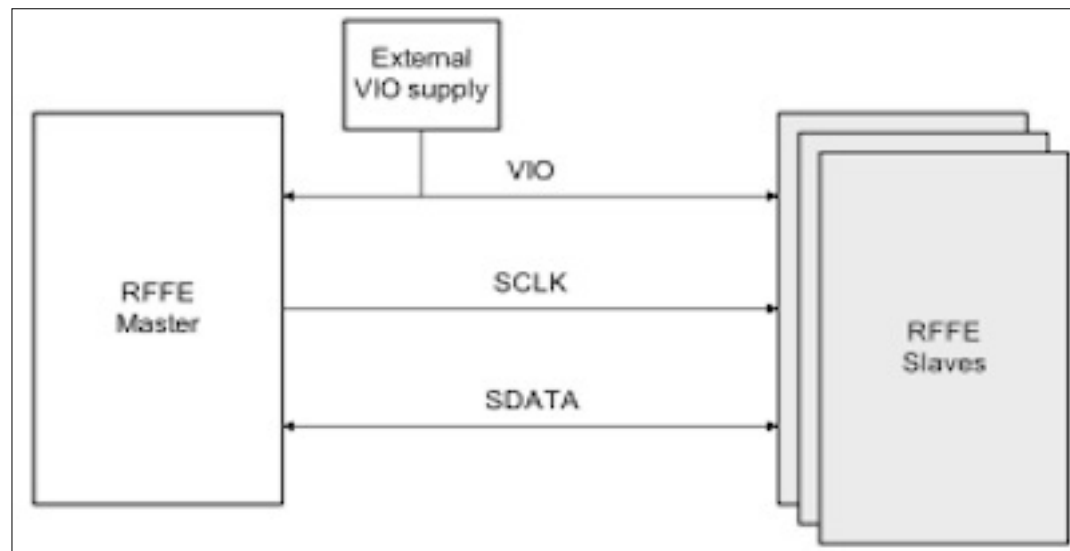 External
VIO supply
VIO
SCLK
RFFE
Master
RFFE
Slaves
SDATA